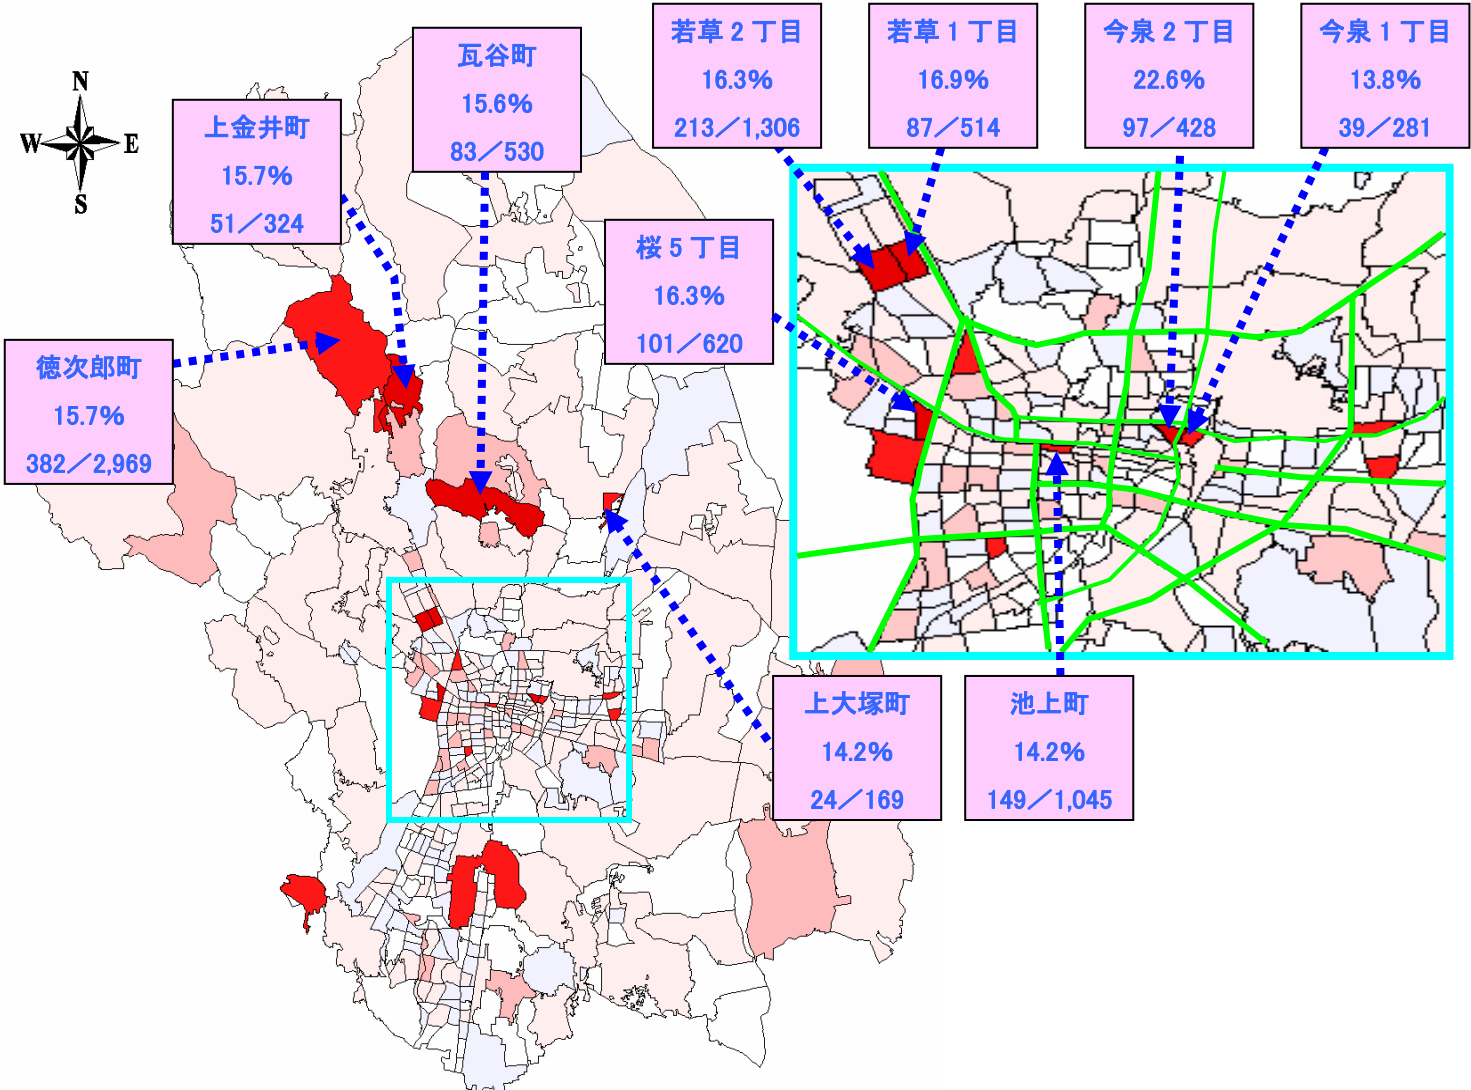 若草2丁目
16.3%
213／1,306
若草1丁目
16.9%
87／514
今泉2丁目
22.6%
97／428
今泉1丁目
13.8%
39／281
瓦谷町
15.6%
83／530
N
W
E
S
上金井町
15.7%
51／324
桜5丁目
16.3%
101／620
徳次郎町
15.7%
382／2,969
上大塚町
14.2%
24／169
池上町
14.2%
149／1,045